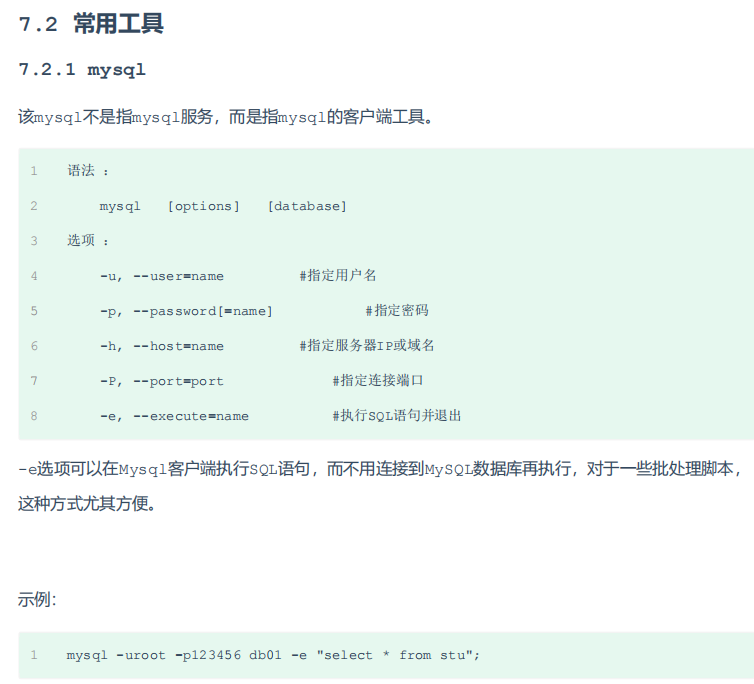 7.2 常用工具
7.2.1 mysql
该mysql不是指mysql服务，而是指mysql的客户端工具。
1 语法 ：
2 mysql [options] [database]
3 选项 ：
4 -u, --user=name #指定用户名
5 -p, --password[=name] #指定密码
6 -h, --host=name #指定服务器IP或域名
7 -P, --port=port #指定连接端口
8 -e, --execute=name #执行SQL语句并退出
-e选项可以在Mysql客户端执行SQL语句，而不用连接到MySQL数据库再执行，对于一些批处理脚本，
这种方式尤其方便。
示例：
1 mysql -uroot -p123456 db01 -e "select * from stu";